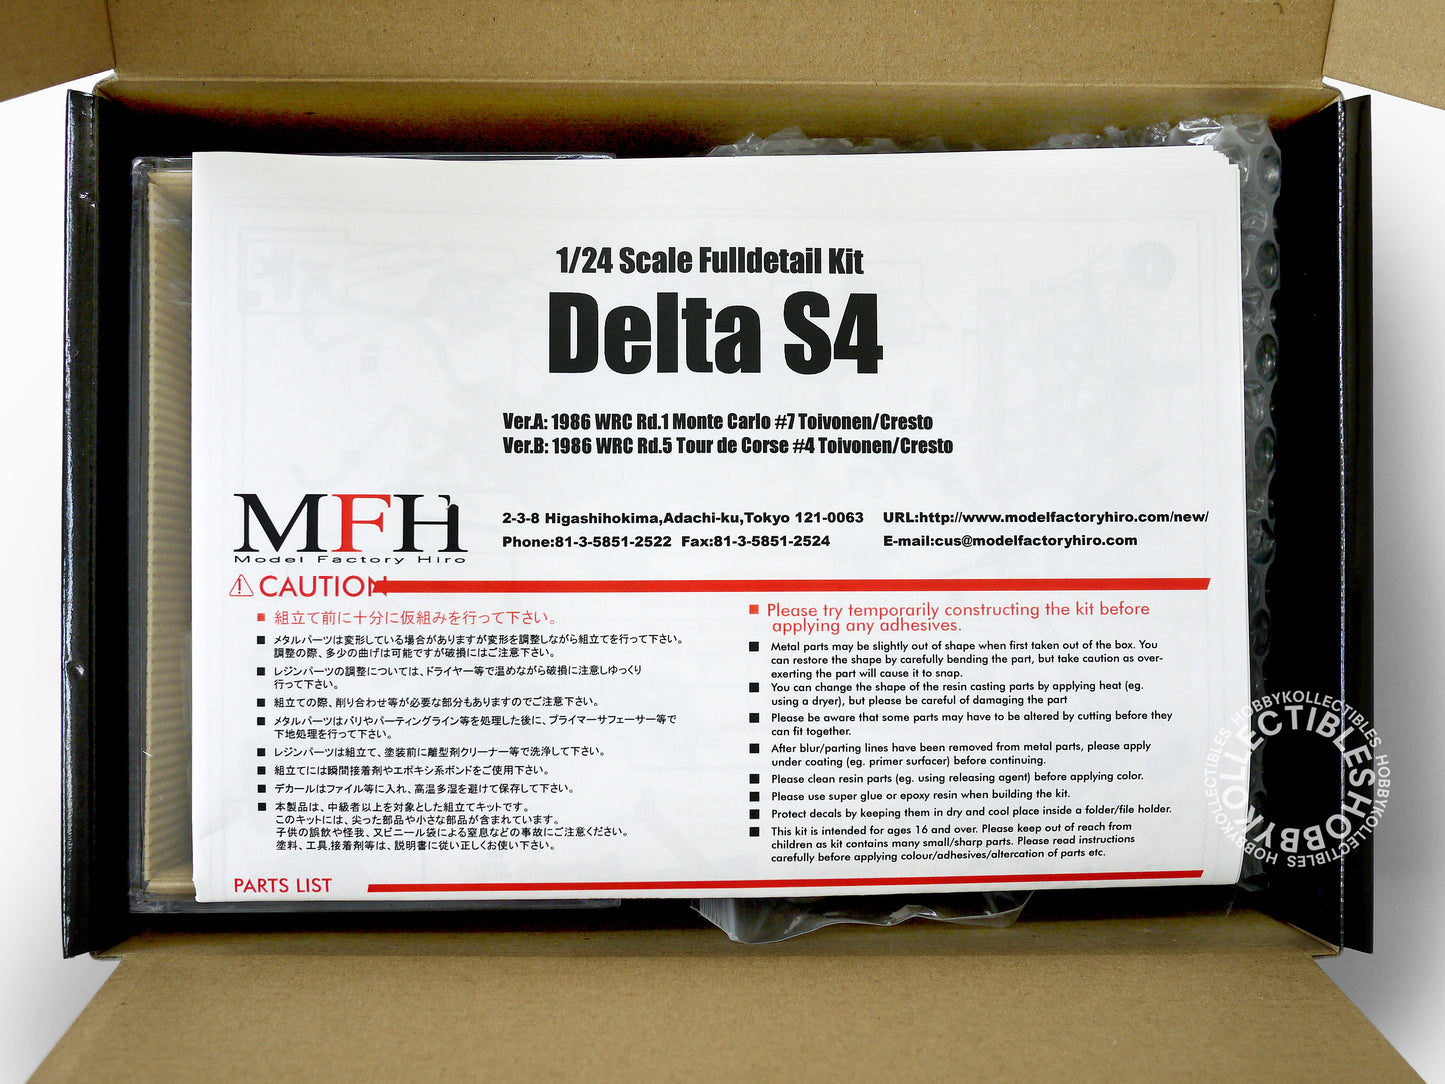 1/24 Scale Fulldetail Kit
Delta S4
Ver.A: 1986 WRC Rd.1 Monte Carlo #7 Toivonen/Cresto
Ver.B: 1986 WRC Rd.5 Tour de Corse #4 Toivonen/Cresto
MFH
Model Factory Hiro
2-3-8 Higashihokima,Adachi-ku,Tokyo 121-0063 URL:http://www.modelfactoryhiro.com/new/
Phone:81-3-5851-2522 Fax:81-3-5851-2524 E-mail:cus@modelfactoryhiro.com
CAUTION
組立て前に十分に仮組みを行って下さい。
メタルパーツは変形している場合がありますが変形を調整しながら組立てを行って下さい。
調整の際、多少の曲げは可能ですが破損にはご注意下さい。
レジンパーツの調整については、ドライヤー等で温めながら破損に注意しゆっくり
行って下さい。
組立ての際、削り合わせ等が必要な部分もありますのでご注意下さい。
メタルパーツはバリやパーティングライン等を処理した後に、プライマーサフェーサー等で
下地処理を行って下さい。
レジンパーツは組立て、塗装前に離型剤クリーナー等で洗浄して下さい。
組立てには瞬間接着剤やエポキシ系ボンドをご使用下さい。
デカールはファイル等に入れ、高温多湿を避けて保存して下さい。
本製品は、中級者以上を対象とした組立てキットです。
このキットには、尖った部品や小さな部品が含まれています。
子供の誤飲や怪我、又ビニール袋による窒息などの事故にご注意ください。
塗料、工具,接着剤等は、説明書に従い正しくお使い下さい。
Please try temporarily constructing the kit before
applying any adhesives.
Metal parts may be slightly out of shape when first taken out of the box. You
can restore the shape by carefully bending the part, but take caution as over-
exerting the part will cause it to snap.
You can change the shape of the resin casting parts by applying heat (eg.
using a dryer), but please be careful of damaging the part
Please be aware that some parts may have to be altered by cutting before they
can fit together.
After blur/parting lines have been removed from metal parts, please apply
under coating (eg. primer surfacer) before continuing.
Please clean resin parts (eg. using releasing agent) before applying color.
Please use super glue or epoxy resin when building the kit.
Protect decals by keeping them in dry and cool place inside a folder/file holder.
This kit is intended for ages 16 and over. Please keep out of reach from
children as kit contains many small/sharp parts. Please read instructions
carefully before applying colour/adhesives/altercation of parts etc.
PARTS LIST
HOBBYKOLLECTIBLES HOBBYKOLLECTIBLES HOBBYKOLLECTIBLES
HOBBYKOLLECTIBLES